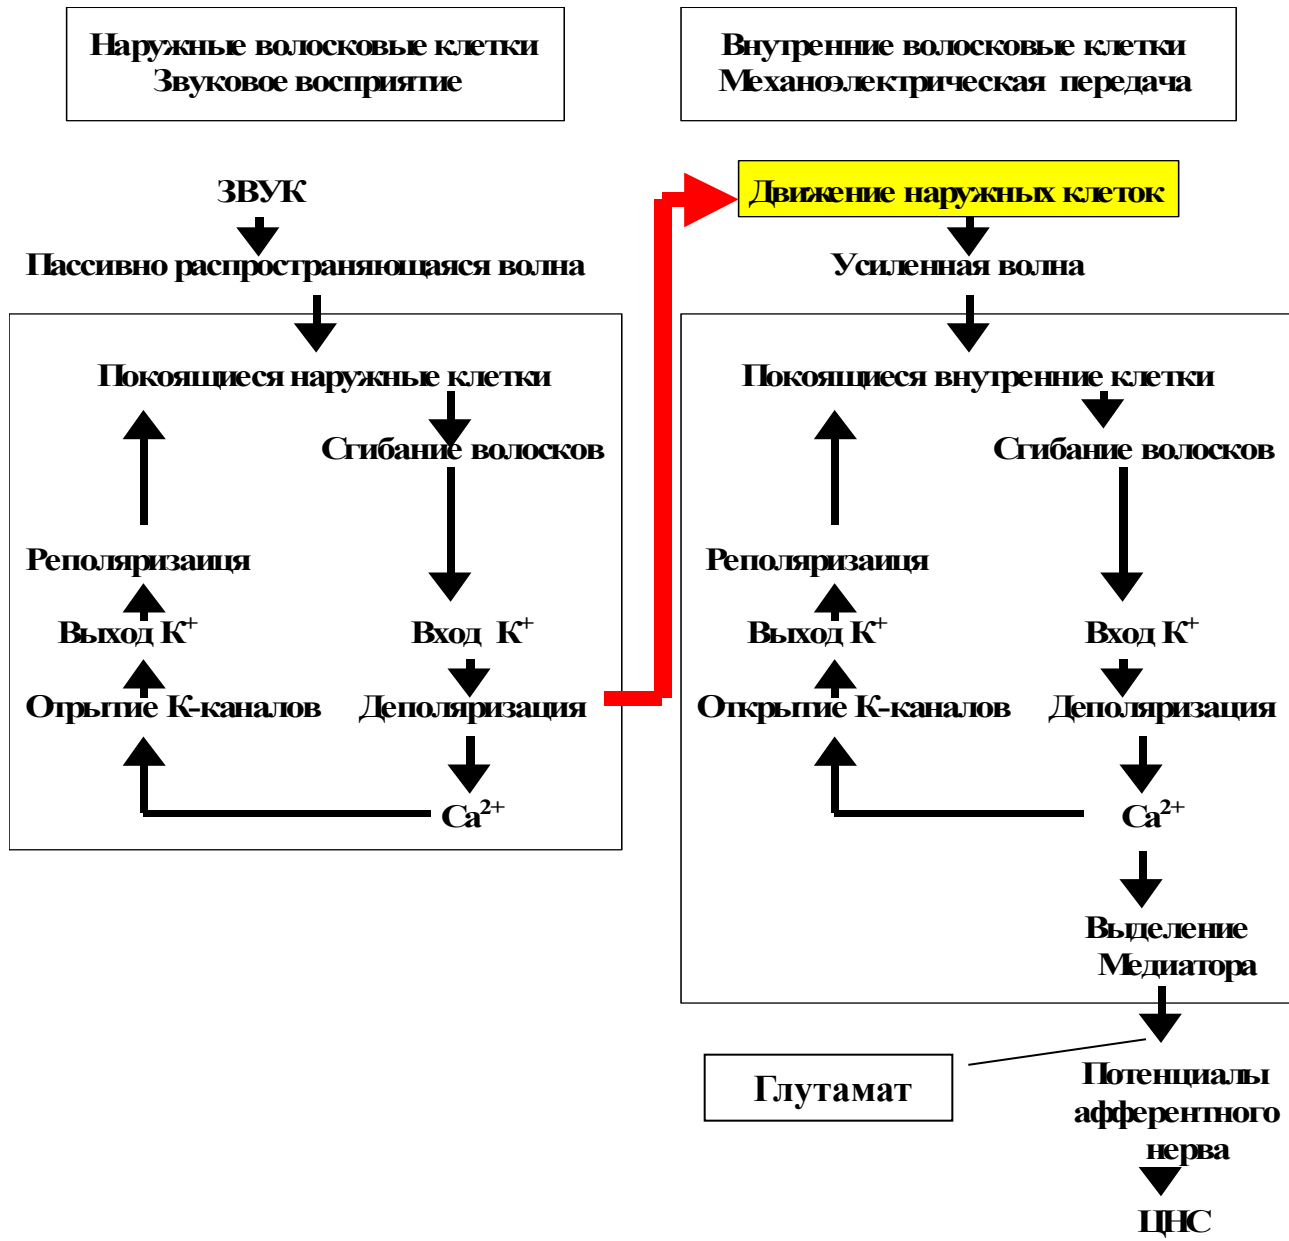 Наружные волосковые клетки
Звуковое восприятие
ЗВУК
Пассивно распространяющаяся волна
Покоящиеся наружные клетки
Сгибание волосков
Реполяризаиця
Выход К⁺
Вход К⁺
Отрытие К-каналов
Деполяризация
Ca²⁺
Внутренние волосковые клетки
Механоэлектрическая передача
Движение наружных клеток
Усиленная волна
Покоящиеся внутренние клетки
Сгибание волосков
Реполяризаиця
Выход К⁺
Вход К⁺
Открытие К-каналов
Деполяризация
Ca²⁺
Выделение
Медиатора
Глутамат
Потенциалы
афферентного
нерва
ЦНС